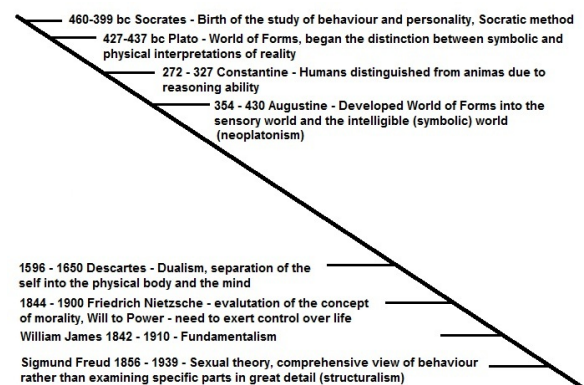 460-399 bc Socrates - Birth of the study of behaviour and personality, Socratic method
427-437 bc Plato - World of Forms, began the distinction between symbolic and
physical interpretations of reality
272 - 327 Constantine - Humans distinguished from animas due to
reasoning ability
354 - 430 Augustine - Developed World of Forms into the
sensory world and the intelligible (symbolic) world
(neoplatonism)
1596 - 1650 Descartes - Dualism, separation of the
self into the physical body and the mind
1844 - 1900 Friedrich Nietzsche - evalutation of the concept
of morality, Will to Power - need to exert control over life
William James 1842 - 1910 - Fundamentalism
Sigmund Freud 1856 - 1939 - Sexual theory, comprehensive view of behaviour
rather than examining specific parts in great detail (structuralism)